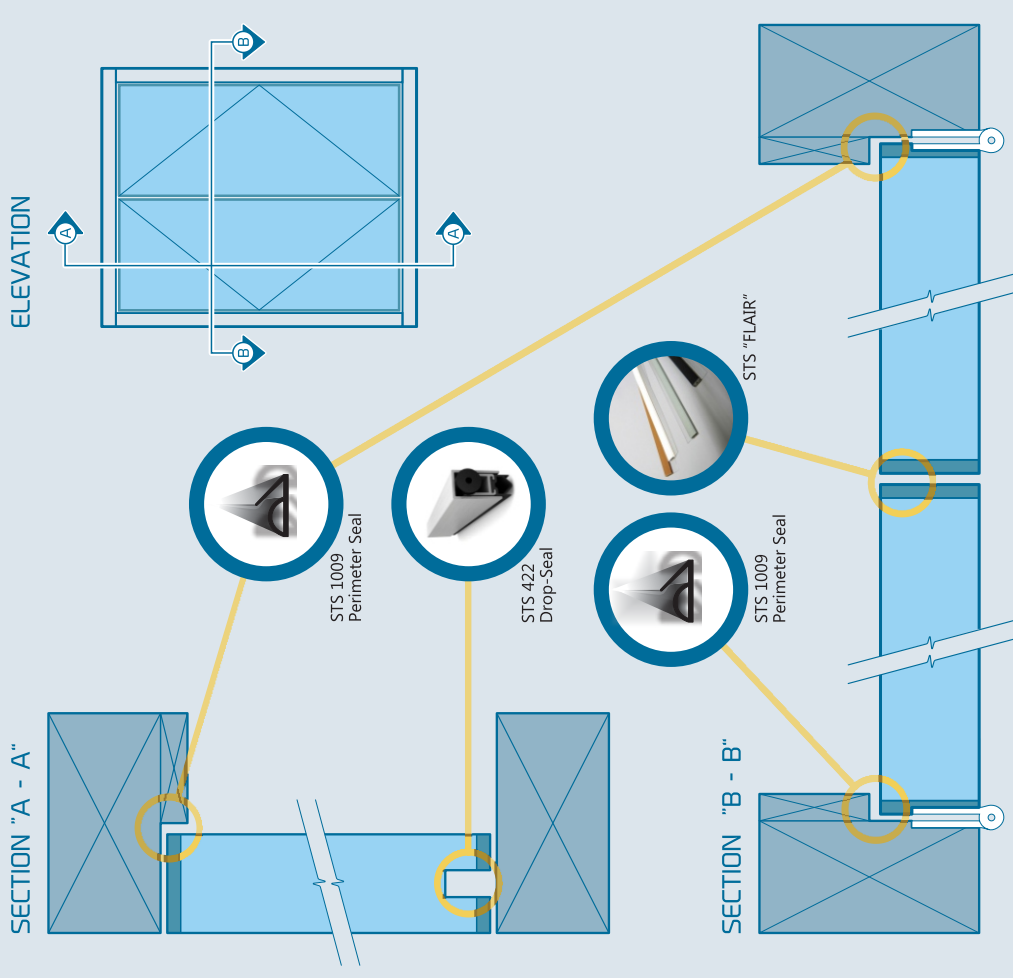 SECTION "A - A"
ELEVATION
A
A
B
B
STS 1009
Perimeter Seal
STS 422
Drop-Seal
SECTION "B - B"
STS 1009
Perimeter Seal
STS "FLAIR"